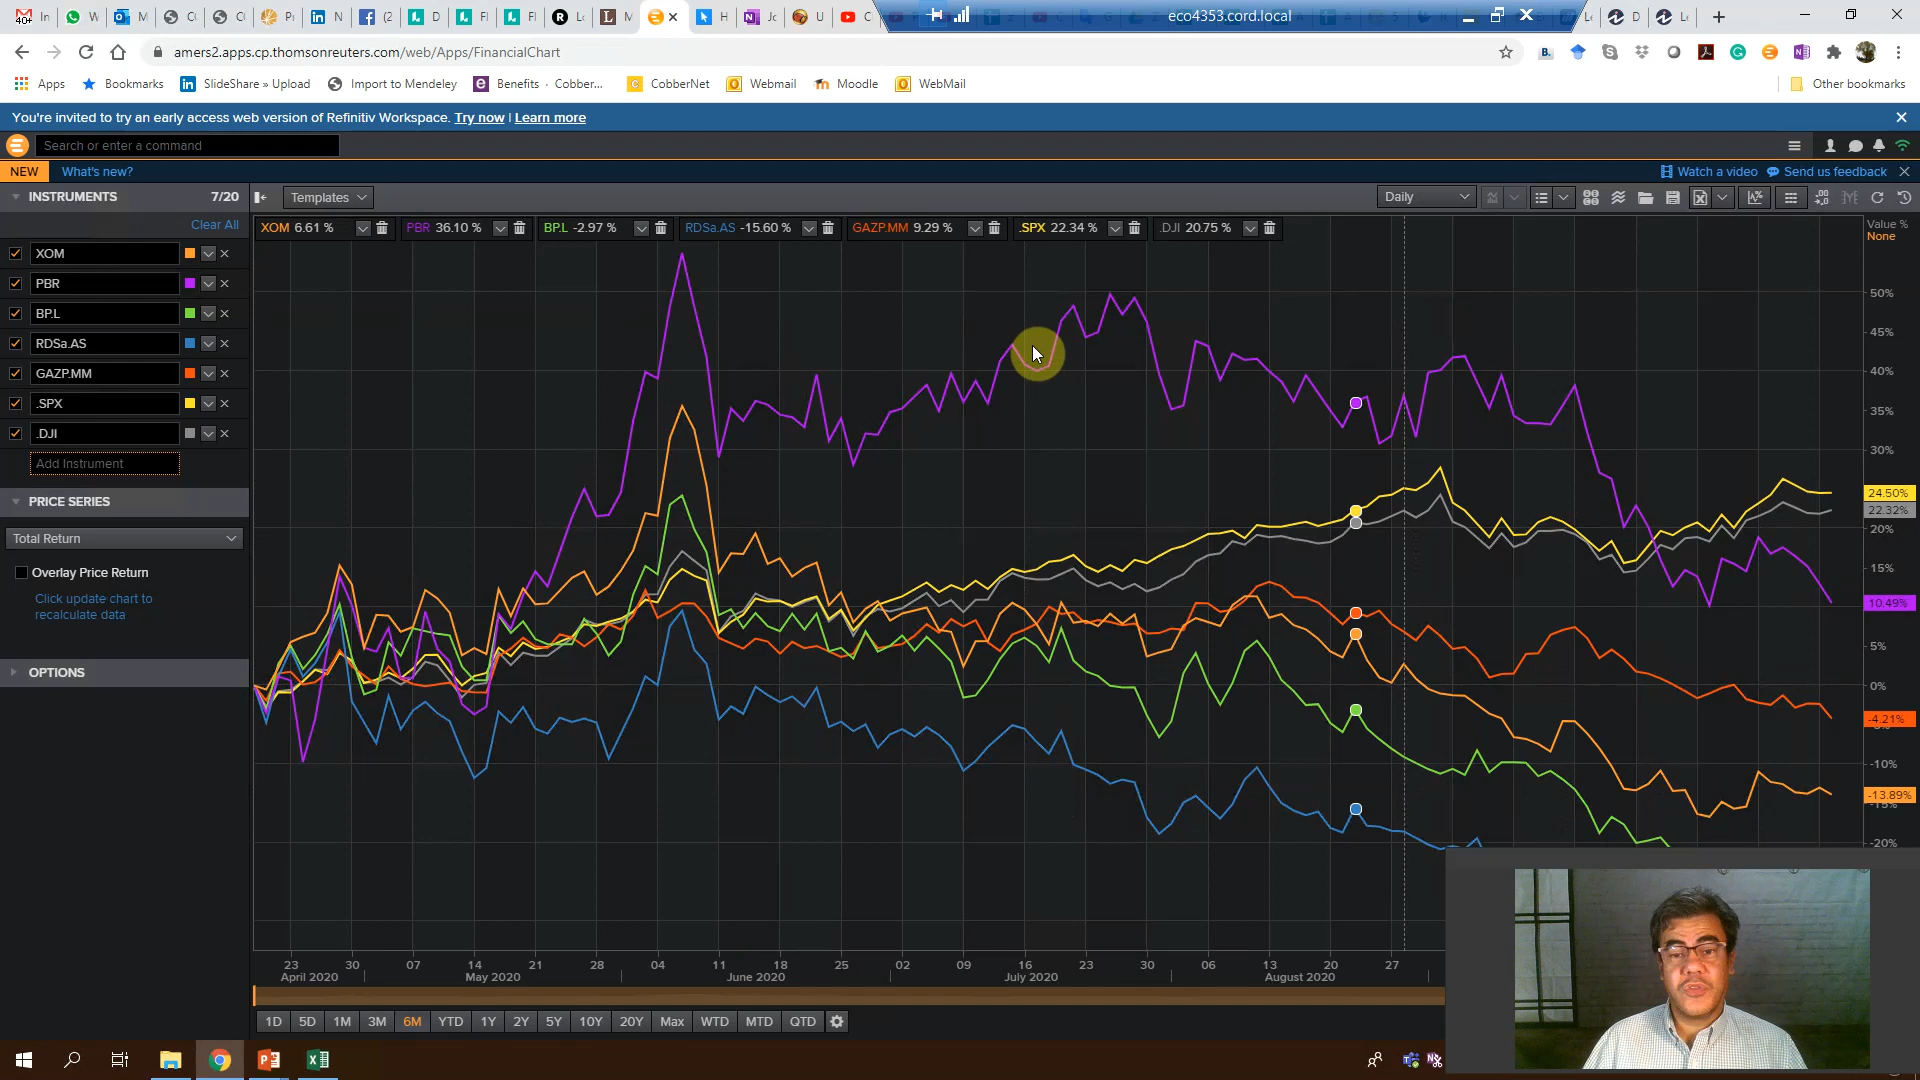 eco4353.cord.local
amers2.apps.cp.thomsonreuters.com/web/Apps/FinancialChart
Apps Bookmarks SlideShare » Upload Import to Mendeley Benefits · Cobber... CobberNet Webmail Moodle WebMail Other bookmarks
You're invited to try an early access web version of Refinitiv Workspace. Try now | Learn more
Search or enter a command
NEW What's new? Watch a video Send us feedback
INSTRUMENTS 7/20 Templates Daily
Clear All
XOM 6.61 % PBR 36.10 % BP.L -2.97 % RDSa.AS -15.60 % GAZP.MM 9.29 % .SPX 22.34 % .DJI 20.75 %
Value %
None
XOM
PBR
BP.L
RDSa.AS
GAZP.MM
.SPX
.DJI
Add Instrument
PRICE SERIES
Total Return
Overlay Price Return
Click update chart to
recalculate data
OPTIONS
50%
45%
40%
35%
30%
24.50%
22.32%
20%
15%
10.49%
5%
0%
-4.21%
-10%
-13.89%
-15%
-20%
23 30 07 14 21 28 04 11 18 25 02 09 16 23 30 06 13 20 27
April 2020 May 2020 June 2020 July 2020 August 2020
1D 5D 1M 3M 6M YTD 1Y 2Y 5Y 10Y 20Y Max WTD MTD QTD